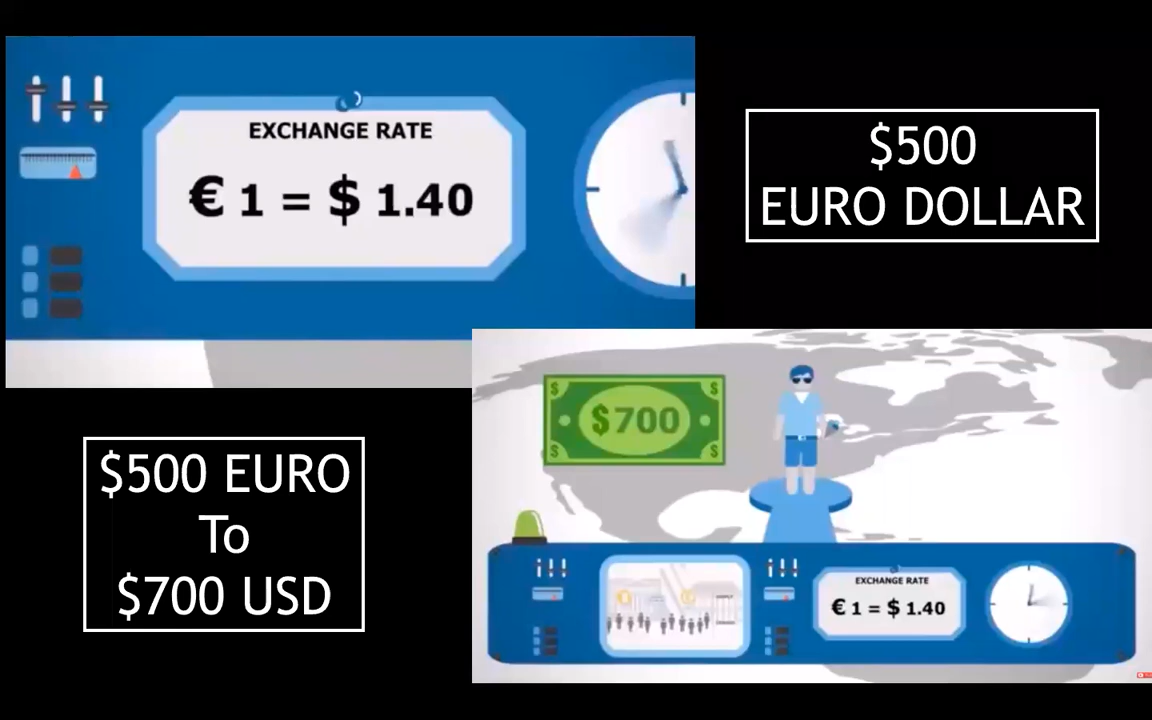 EXCHANGE RATE
€ 1 = $ 1.40
$500
EURO DOLLAR
$500 EURO
To
$700 USD
$ $
$700
$ $
EXCHANGE RATE
€ 1 = $ 1.40